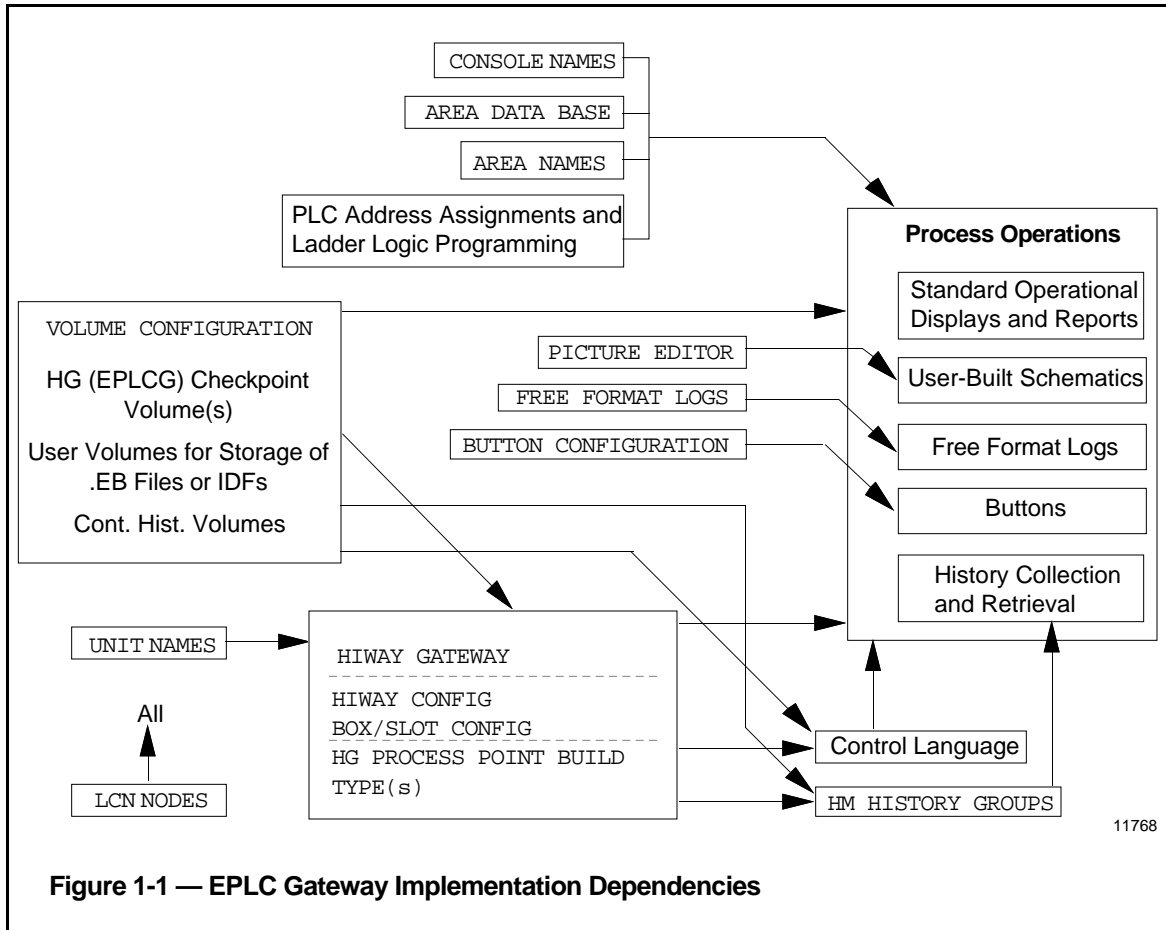 CONSOLE NAMES
AREA DATA BASE
AREA NAMES
PLC Address Assignments and
Ladder Logic Programming
Process Operations
Standard Operational
Displays and Reports
User-Built Schematics
Free Format Logs
Buttons
History Collection
and Retrieval
VOLUME CONFIGURATION
HG (EPLCG) Checkpoint
Volume(s)
User Volumes for Storage of
.EB Files or IDFs
Cont. Hist. Volumes
PICTURE EDITOR
FREE FORMAT LOGS
BUTTON CONFIGURATION
UNIT NAMES
All
LCN NODES
HIWAY GATEWAY
HIWAY CONFIG
BOX/SLOT CONFIG
HG PROCESS POINT BUILD
TYPE(s)
Control Language
HM HISTORY GROUPS
11768
Figure 1-1 — EPLC Gateway Implementation Dependencies